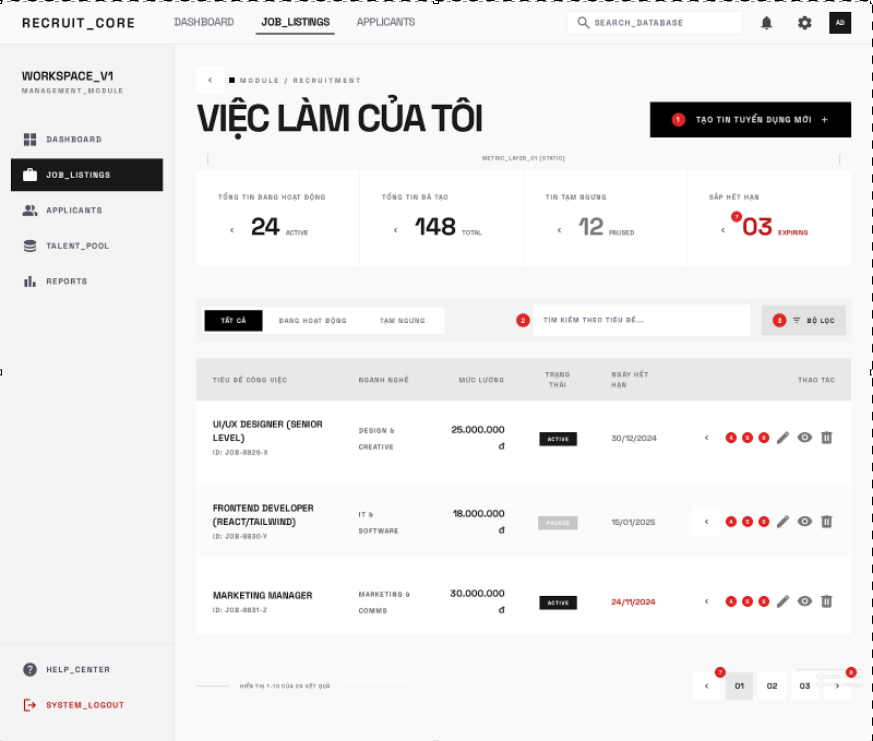 RECRUIT_CORE
DASHBOARD
JOB_LISTINGS
APPLICANTS
SEARCH_DATABASE
AD
WORKSPACE_V1
MANAGEMENT_MODULE
DASHBOARD
JOB_LISTINGS
APPLICANTS
TALENT_POOL
REPORTS
HELP_CENTER
SYSTEM_LOGOUT
MODULE / RECRUITMENT
VIỆC LÀM CỦA TÔI
1 TẠO TIN TUYỂN DỤNG MỚI +
METRIC_LAYER_01 [STATIC]
TỔNG TIN ĐANG HOẠT ĐỘNG
24 ACTIVE
TỔNG TIN ĐÃ TẠO
148 TOTAL
TIN TẠM NGƯNG
12 PAUSED
SẮP HẾT HẠN
7
03 EXPIRING
TẤT CẢ
ĐANG HOẠT ĐỘNG
TẠM NGƯNG
2
TÌM KIẾM THEO TIÊU ĐỀ...
3 BỘ LỌC
TIÊU ĐỀ CÔNG VIỆC
NGÀNH NGHỀ
MỨC LƯƠNG
TRẠNG
THÁI
NGÀY HẾT
HẠN
THAO TÁC
UI/UX DESIGNER (SENIOR
LEVEL)
ID: JOB-8829-X
DESIGN &
CREATIVE
25.000.000
đ
ACTIVE
30/12/2024
4 5 6
FRONTEND DEVELOPER
(REACT/TAILWIND)
ID: JOB-8830-Y
IT &
SOFTWARE
18.000.000
đ
PAUSED
15/01/2025
4 5 6
MARKETING MANAGER
ID: JOB-8831-Z
MARKETING &
COMMS
30.000.000
đ
ACTIVE
24/11/2024
4 5 6
HIỂN THỊ 1-10 CỦA 24 KẾT QUẢ
7
01
02
03
8